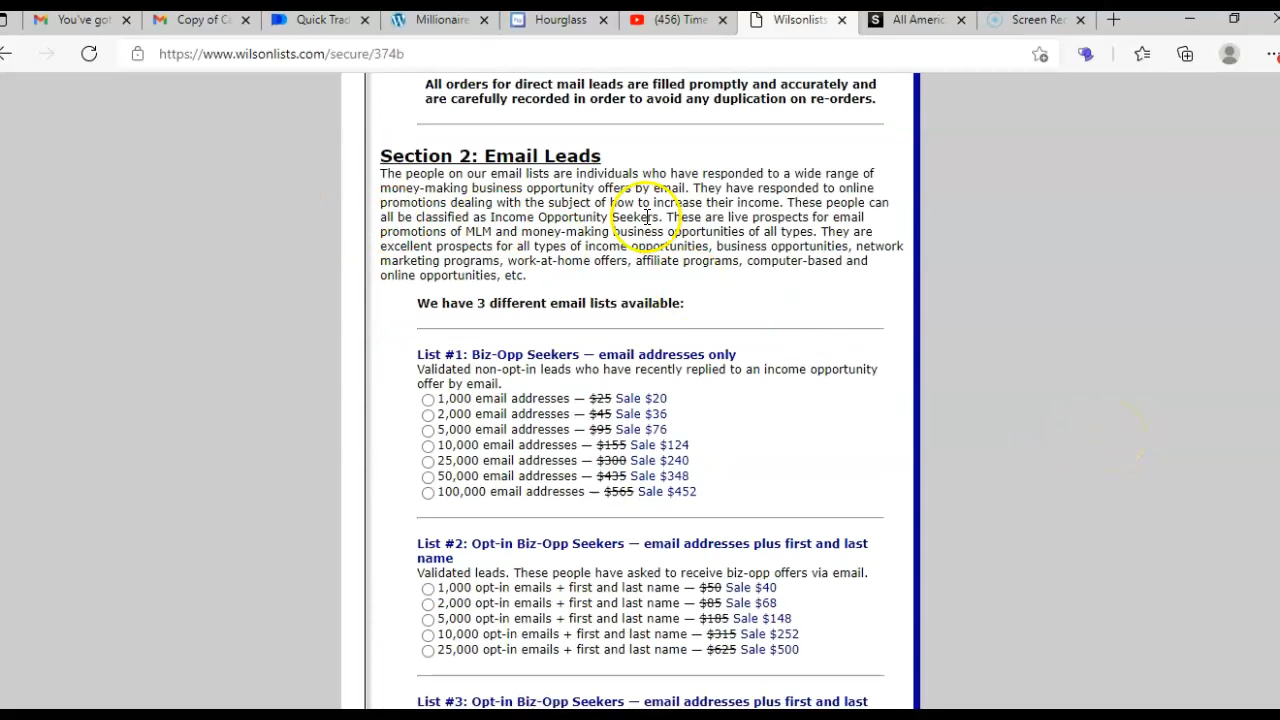 You've got
Copy of Ca
Quick Trad
Millionaire
Hourglass
(456) Time
Wilsonlists
All Americ
Screen Rec
https://www.wilsonlists.com/secure/374b
All orders for direct mail leads are filled promptly and accurately and
are carefully recorded in order to avoid any duplication on re-orders.
Section 2: Email Leads
The people on our email lists are individuals who have responded to a wide range of
money-making business opportunity offers by email. They have responded to online
promotions dealing with the subject of how to increase their income. These people can
all be classified as Income Opportunity Seekers. These are live prospects for email
promotions of MLM and money-making business opportunities of all types. They are
excellent prospects for all types of income opportunities, business opportunities, network
marketing programs, work-at-home offers, affiliate programs, computer-based and
online opportunities, etc.
We have 3 different email lists available:
List #1: Biz-Opp Seekers — email addresses only
Validated non-opt-in leads who have recently replied to an income opportunity
offer by email.
1,000 email addresses — $25 Sale $20
2,000 email addresses — $45 Sale $36
5,000 email addresses — $95 Sale $76
10,000 email addresses — $155 Sale $124
25,000 email addresses — $300 Sale $240
50,000 email addresses — $435 Sale $348
100,000 email addresses — $565 Sale $452
List #2: Opt-in Biz-Opp Seekers — email addresses plus first and last
name
Validated leads. These people have asked to receive biz-opp offers via email.
1,000 opt-in emails + first and last name — $50 Sale $40
2,000 opt-in emails + first and last name — $85 Sale $68
5,000 opt-in emails + first and last name — $185 Sale $148
10,000 opt-in emails + first and last name — $315 Sale $252
25,000 opt-in emails + first and last name — $625 Sale $500
List #3: Opt-in Biz-Opp Seekers — email addresses plus first and last